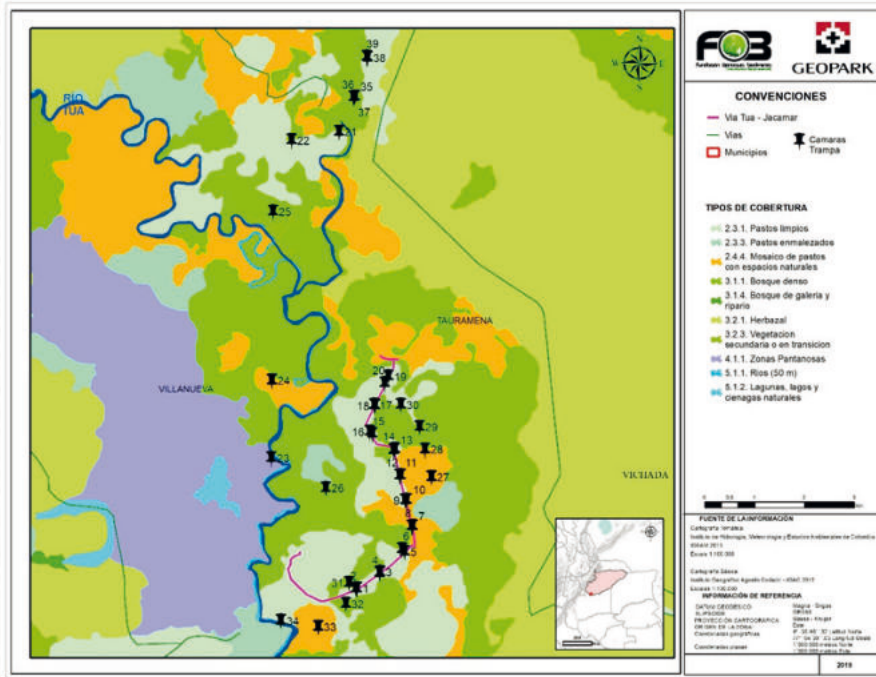 RÍO
TUA
39
38
36
35
37
21
22
25
TAURAMENA
VILLANUEVA
24
20
19
18
17
30
15
16
29
14
13
28
12
11
27
23
26
10
9
8
7
6
5
4
3
31
2
1
32
34
33
VICHADA
FOB
GEOPARK
CONVENCIONES
Via Tua - Jacamar
Vias
Municipios
Camaras
Trampa
TIPOS DE COBERTURA
2.3.1. Pastos limpios
2.3.3. Pastos enmalezados
2.4.4. Mosaico de pastos
con espacios naturales
3.1.1. Bosque denso
3.1.4. Bosque de galeria y
ripario
3.2.1. Herbazal
3.2.3. Vegetacion
secundaria o en transicion
4.1.1. Zonas Pantanosas
5.1.1. Rios (50 m)
5.1.2. Lagunas, lagos y
cienagas naturales
FUENTE DE LA INFORMACIÓN
INFORMACIÓN DE REFERENCIA
2019